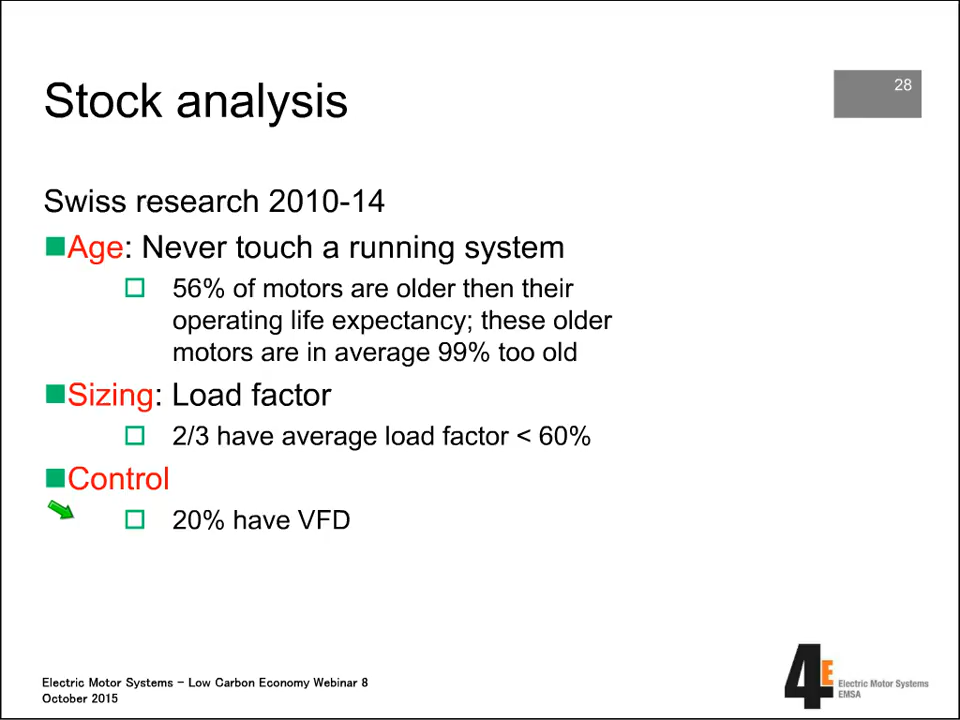 28
Stock analysis
Swiss research 2010-14
Age: Never touch a running system
56% of motors are older then their
operating life expectancy; these older
motors are in average 99% too old
Sizing: Load factor
2/3 have average load factor < 60%
Control
20% have VFD
Electric Motor Systems - Low Carbon Economy Webinar 8
October 2015
4E
Electric Motor Systems
EMSA